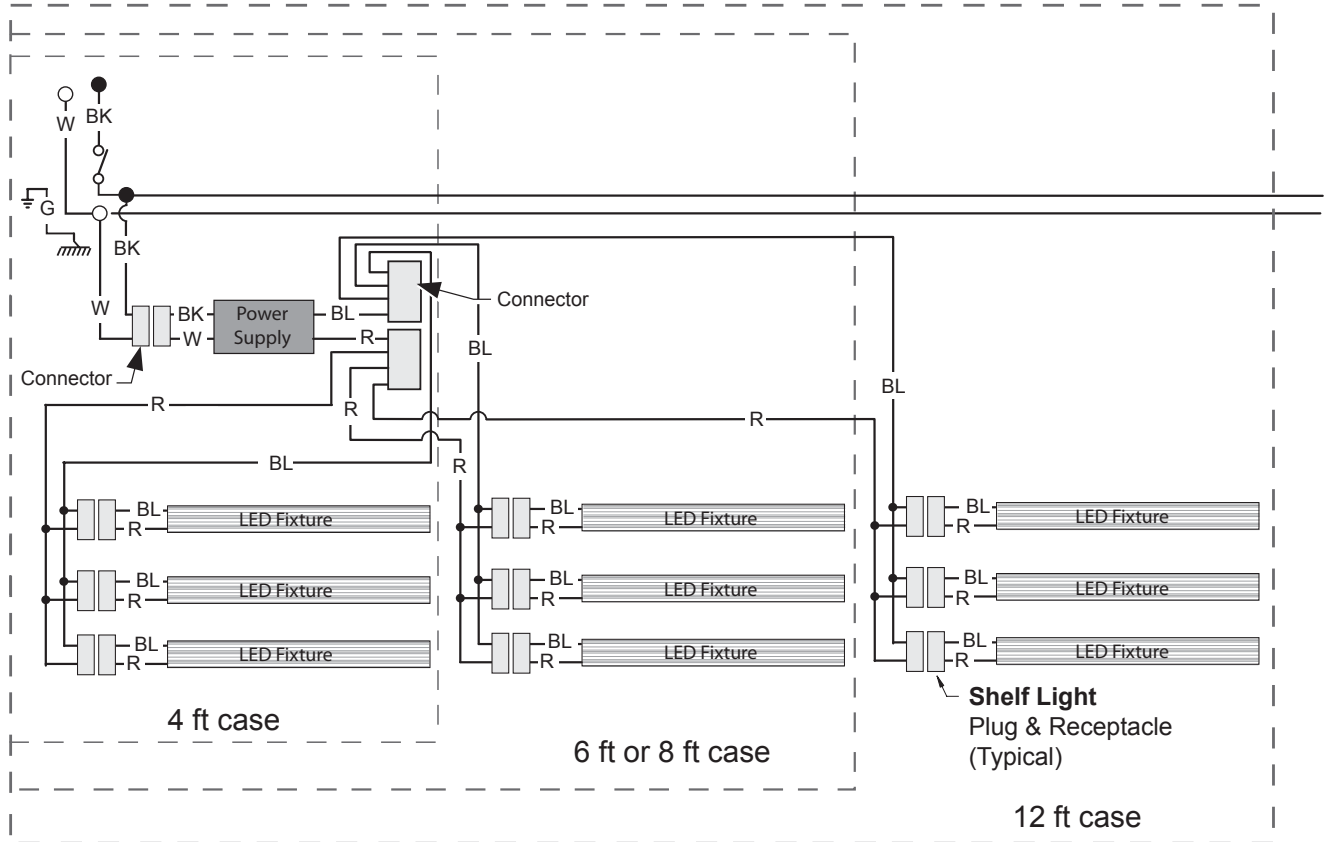 W
BK
G
BK
W
BK
W
Power
Supply
BL
R
Connector
Connector
BL
BL
R
R
R
BL
R
BL
R
LED Fixture
BL
R
LED Fixture
BL
R
LED Fixture
BL
R
LED Fixture
BL
R
LED Fixture
BL
R
LED Fixture
BL
R
LED Fixture
BL
R
LED Fixture
BL
R
LED Fixture
4 ft case
6 ft or 8 ft case
Shelf Light
Plug & Receptacle
(Typical)
12 ft case